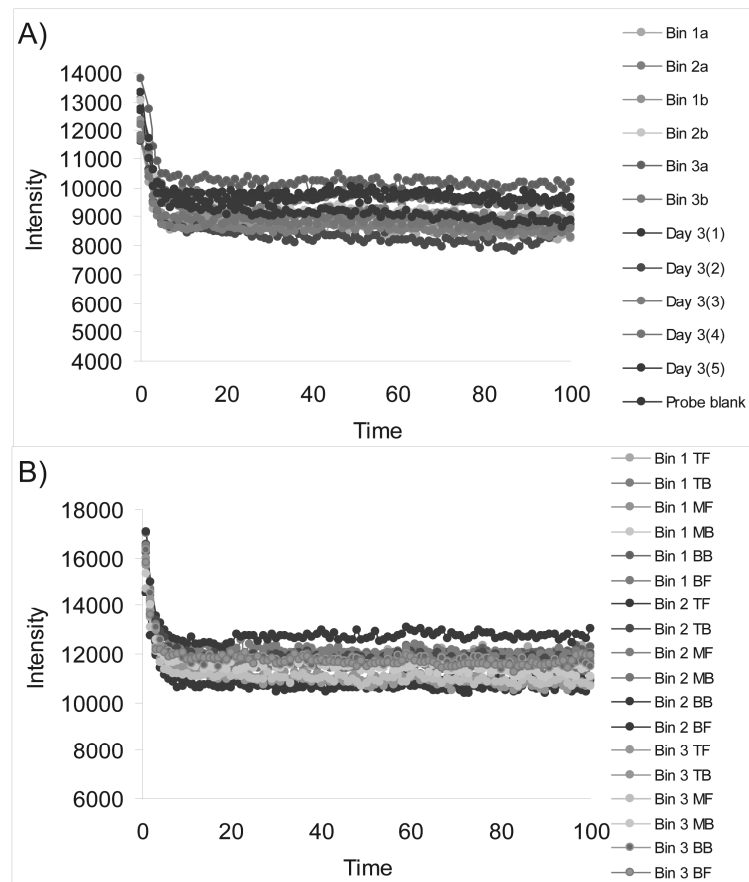 A)
Intensity
14000
13000
12000
11000
10000
9000
8000
7000
6000
5000
4000
0 20 40 60 80 100
Time
Bin 1a
Bin 2a
Bin 1b
Bin 2b
Bin 3a
Bin 3b
Day 3(1)
Day 3(2)
Day 3(3)
Day 3(4)
Day 3(5)
Probe blank
B)
Intensity
18000
16000
14000
12000
10000
8000
6000
0 20 40 60 80 100
Time
Bin 1 TF
Bin 1 TB
Bin 1 MF
Bin 1 MB
Bin 1 BB
Bin 1 BF
Bin 2 TF
Bin 2 TB
Bin 2 MF
Bin 2 MB
Bin 2 BB
Bin 2 BF
Bin 3 TF
Bin 3 TB
Bin 3 MF
Bin 3 MB
Bin 3 BB
Bin 3 BF